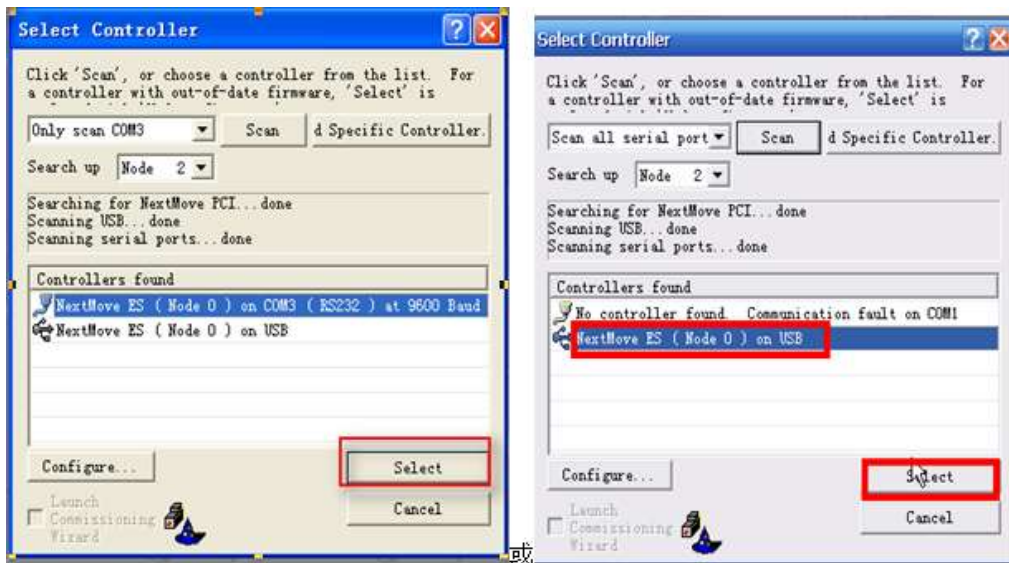 Select Controller
Click 'Scan', or choose a controller from the list. For
a controller with out-of-date firmware, 'Select' is
Only scan COM3
Scan
d Specific Controller.
Search up
Node 2
Searching for NextMove PCI...done
Scanning USB...done
Scanning serial ports...done
Controllers found
NextMove ES ( Node 0 ) on COM3 ( RS232 ) at 9600 Baud
NextMove ES ( Node 0 ) on USB
Configure...
Select
Launch
Commissioning
Wizard
Cancel
或
Select Controller
Click 'Scan', or choose a controller from the list. For
a controller with out-of-date firmware, 'Select' is
Scan all serial port
Scan
d Specific Controller.
Search up
Node 2
Searching for NextMove PCI...done
Scanning USB...done
Scanning serial ports...done
Controllers found
No controller found. Communication fault on COM1
NextMove ES ( Node 0 ) on USB
Configure...
Select
Launch
Commissioning
Wizard
Cancel